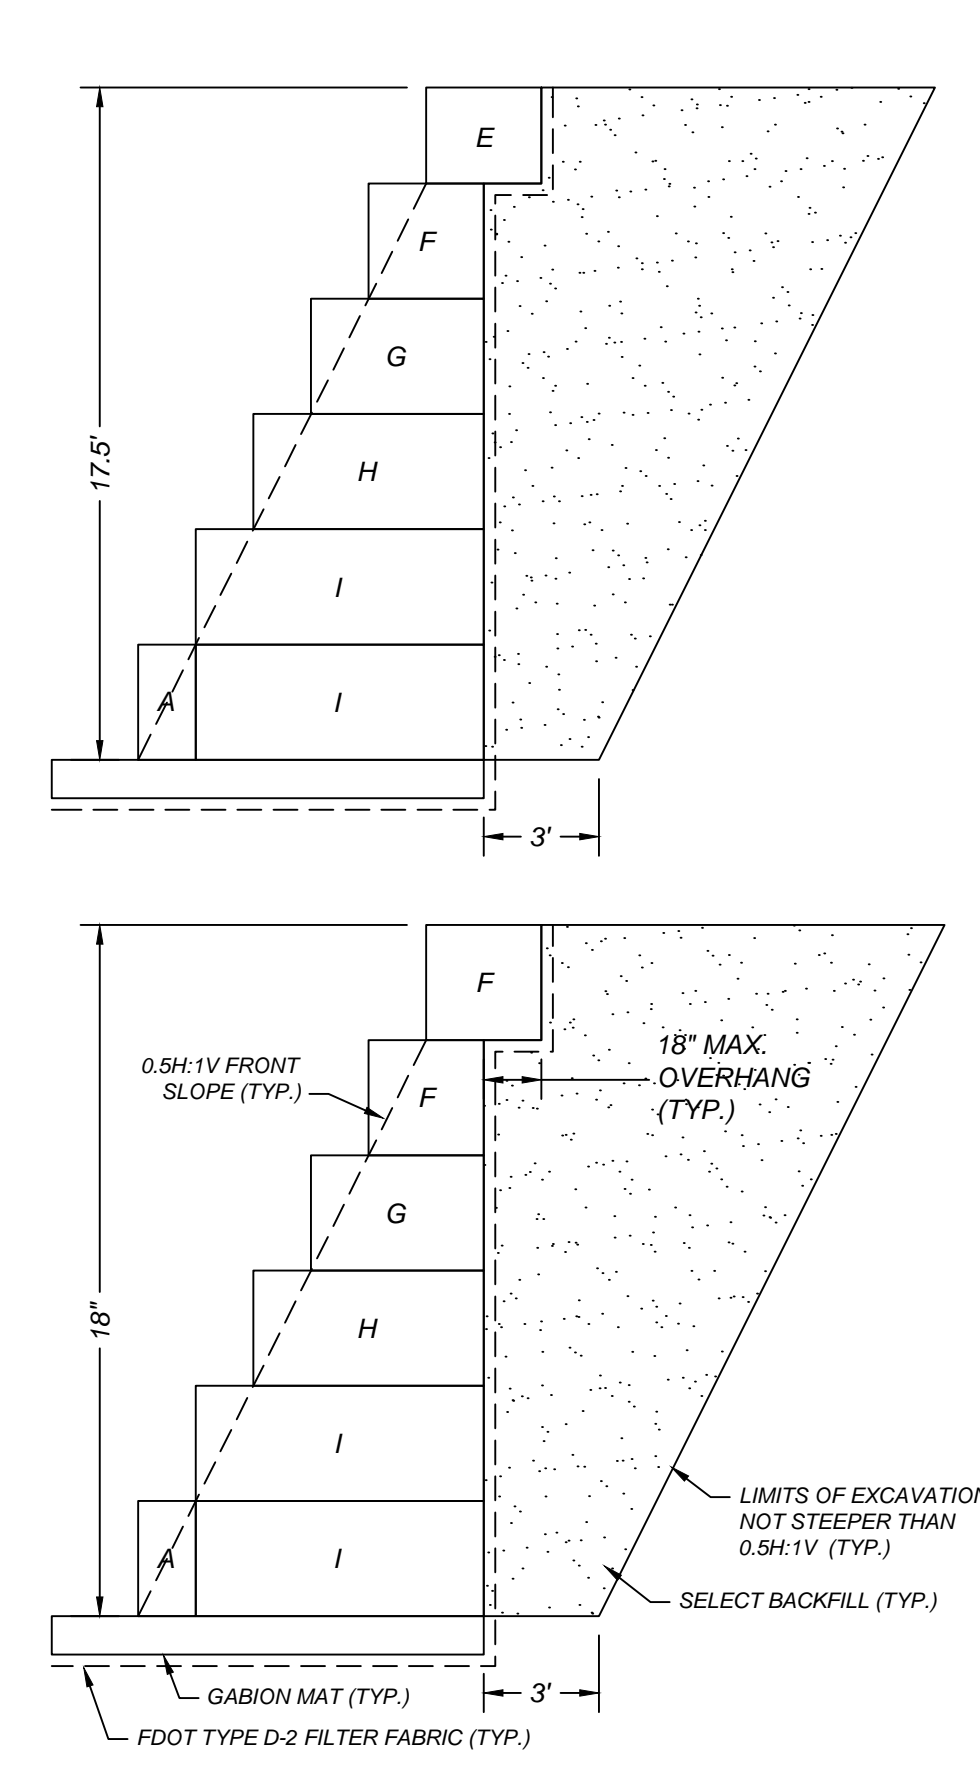 E
F
G
17.5'
H
I
A
I
3'
F
0.5H:1V FRONT
SLOPE (TYP.)
18" MAX.
OVERHANG
(TYP.)
F
G
18"
H
I
LIMITS OF EXCAVATION
NOT STEEPER THAN
0.5H:1V (TYP.)
A
I
SELECT BACKFILL (TYP.)
GABION MAT (TYP.)
3'
FDOT TYPE D-2 FILTER FABRIC (TYP.)